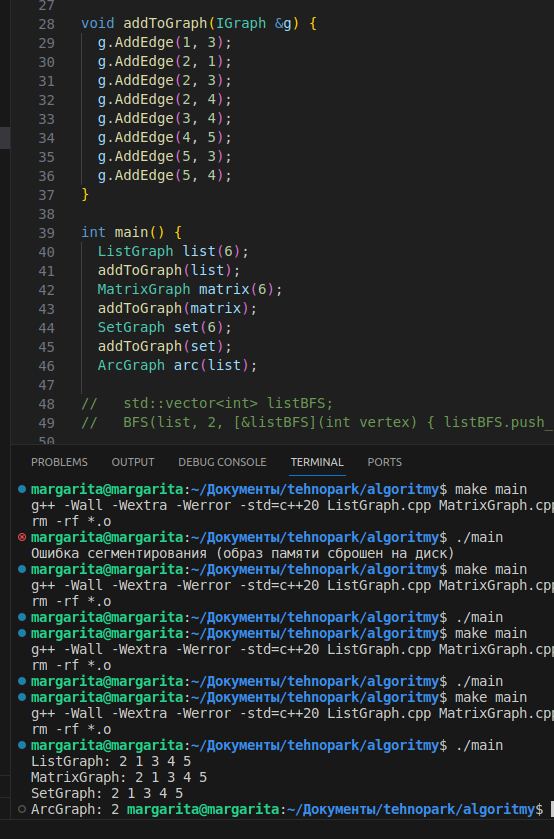 27
28 void addToGraph(IGraph &g) {
29 g.AddEdge(1, 3);
30 g.AddEdge(2, 1);
31 g.AddEdge(2, 3);
32 g.AddEdge(2, 4);
33 g.AddEdge(3, 4);
34 g.AddEdge(4, 5);
35 g.AddEdge(5, 3);
36 g.AddEdge(5, 4);
37 }
38
39 int main() {
40 ListGraph list(6);
41 addToGraph(list);
42 MatrixGraph matrix(6);
43 addToGraph(matrix);
44 SetGraph set(6);
45 addToGraph(set);
46 ArcGraph arc(list);
47
48 // std::vector<int> listBFS;
49 // BFS(list, 2, [&listBFS](int vertex) { listBFS.push_
50
PROBLEMS OUTPUT DEBUG CONSOLE TERMINAL PORTS
margarita@margarita:~/Документы/tehnopark/algoritmy$ make main
g++ -Wall -Wextra -Werror -std=c++20 ListGraph.cpp MatrixGraph.cpp
rm -rf *.o
margarita@margarita:~/Документы/tehnopark/algoritmy$ ./main
Ошибка сегментирования (образ памяти сброшен на диск)
margarita@margarita:~/Документы/tehnopark/algoritmy$ make main
g++ -Wall -Wextra -Werror -std=c++20 ListGraph.cpp MatrixGraph.cpp
rm -rf *.o
margarita@margarita:~/Документы/tehnopark/algoritmy$ ./main
margarita@margarita:~/Документы/tehnopark/algoritmy$ make main
g++ -Wall -Wextra -Werror -std=c++20 ListGraph.cpp MatrixGraph.cpp
rm -rf *.o
margarita@margarita:~/Документы/tehnopark/algoritmy$ ./main
margarita@margarita:~/Документы/tehnopark/algoritmy$ make main
g++ -Wall -Wextra -Werror -std=c++20 ListGraph.cpp MatrixGraph.cpp
rm -rf *.o
margarita@margarita:~/Документы/tehnopark/algoritmy$ ./main
ListGraph: 2 1 3 4 5
MatrixGraph: 2 1 3 4 5
SetGraph: 2 1 3 4 5
ArcGraph: 2 margarita@margarita:~/Документы/tehnopark/algoritmy$